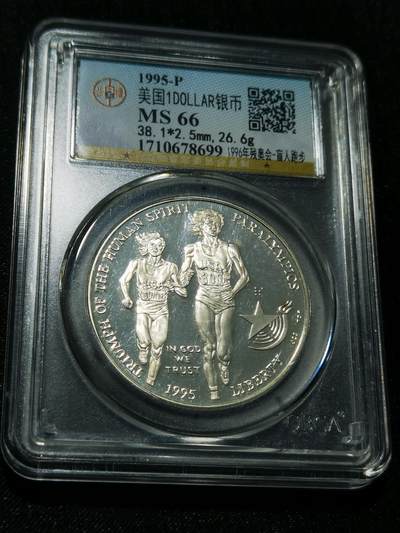 1995-P
美国1DOLLAR银币
MS 66
38.1*2.5mm,26.6g
1710678699 1996年残奥会-盲人跑步
TRIUMPH OF THE HUMAN SPIRIT PARALYMPICS
IN GOD
WE
TRUST
LIBERTY
1995